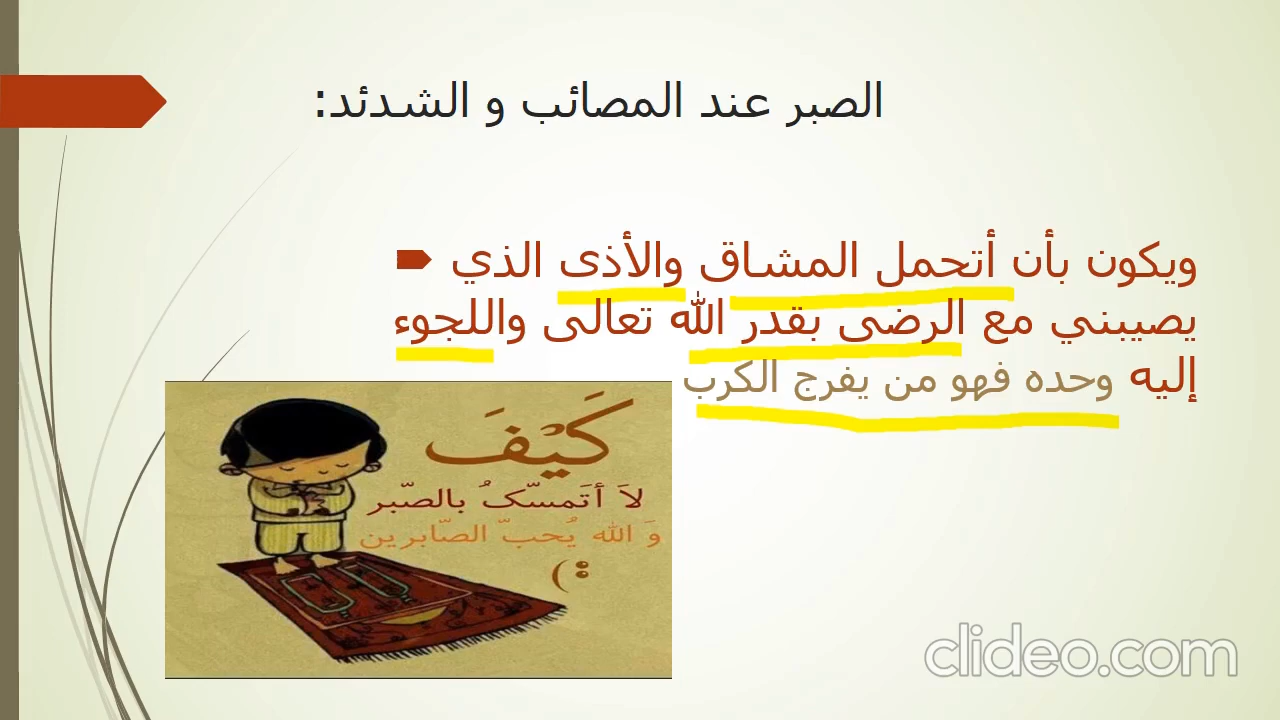 الصبر عند المصائب و الشدئد:
ويكون بأن أتحمل المشاق والأذى الذي
يصيبني مع الرضى بقدر الله تعالى واللجوء
إليه وحده فهو من يفرج الكرب
كَيْفَ
لاَ أتَمسّكُ بالصّبر
وَ الله يُحبّ الصّابرين
:)
clideo.com